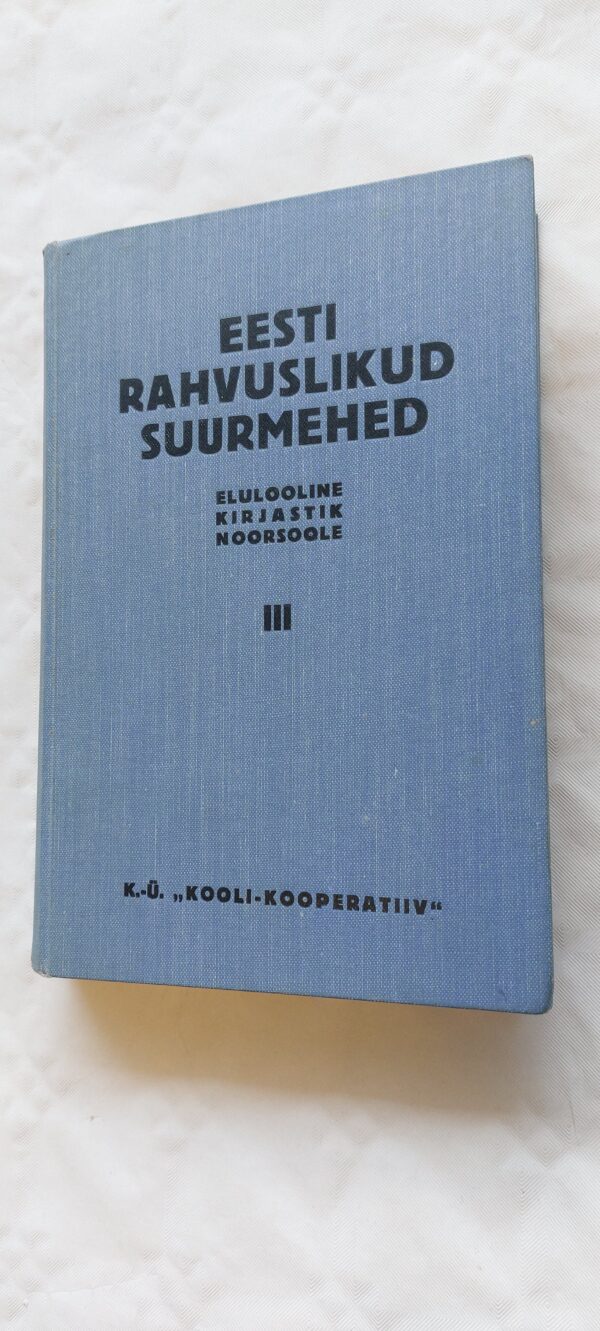 EESTI
RAHVUSLIKUD
SUURMEHED
ELULOOLINE
KIRJASTIK
NOORSOOLE
III
K.-Ü. „KOOLI-KOOPERATIIV“